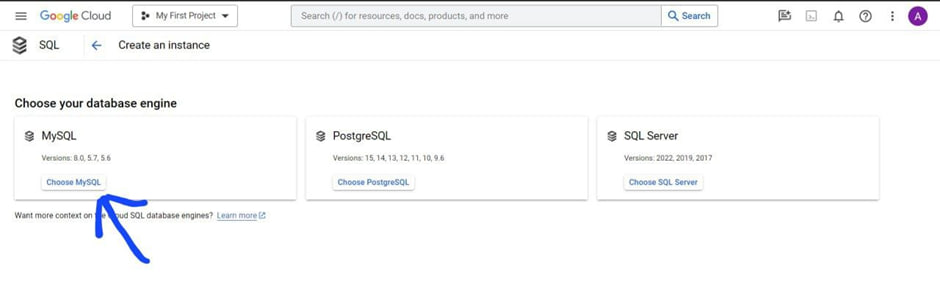 Google Cloud
My First Project
Search (/) for resources, docs, products, and more
Search
A
SQL
Create an instance
Choose your database engine
MySQL
PostgreSQL
SQL Server
Versions: 8.0, 5.7, 5.6
Versions: 15, 14, 13, 12, 11, 10, 9.6
Versions: 2022, 2019, 2017
Choose MySQL
Choose PostgreSQL
Choose SQL Server
Want more context on the Cloud SQL database engines? Learn more